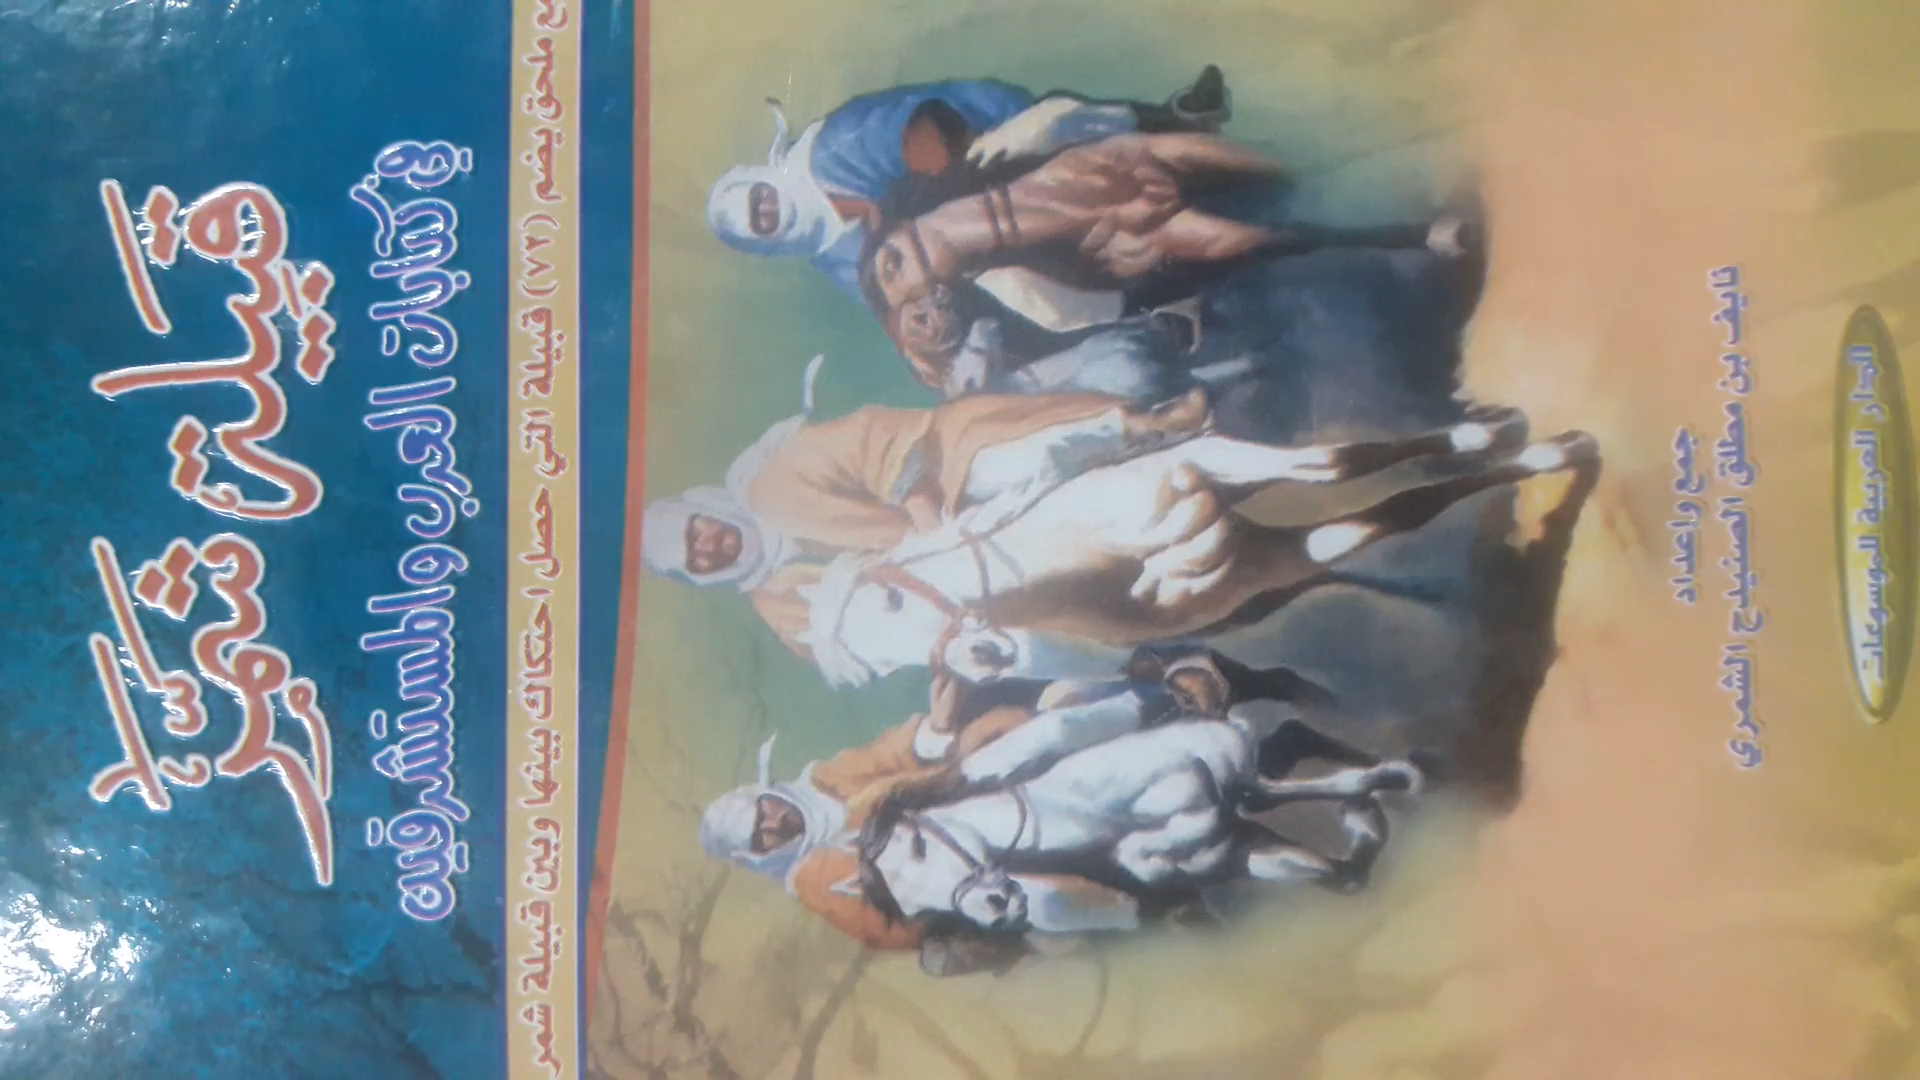 قبيلة شمر
في كتابات العرب والمستشرقين
مع ملحق يضم (٧٢) قبيلة التي حصل احتكاك بينها وبين قبيلة شمر
جمع وإعداد
نايف بن مطلق الصنيدح الشمري
الدار العربية للموسوعات